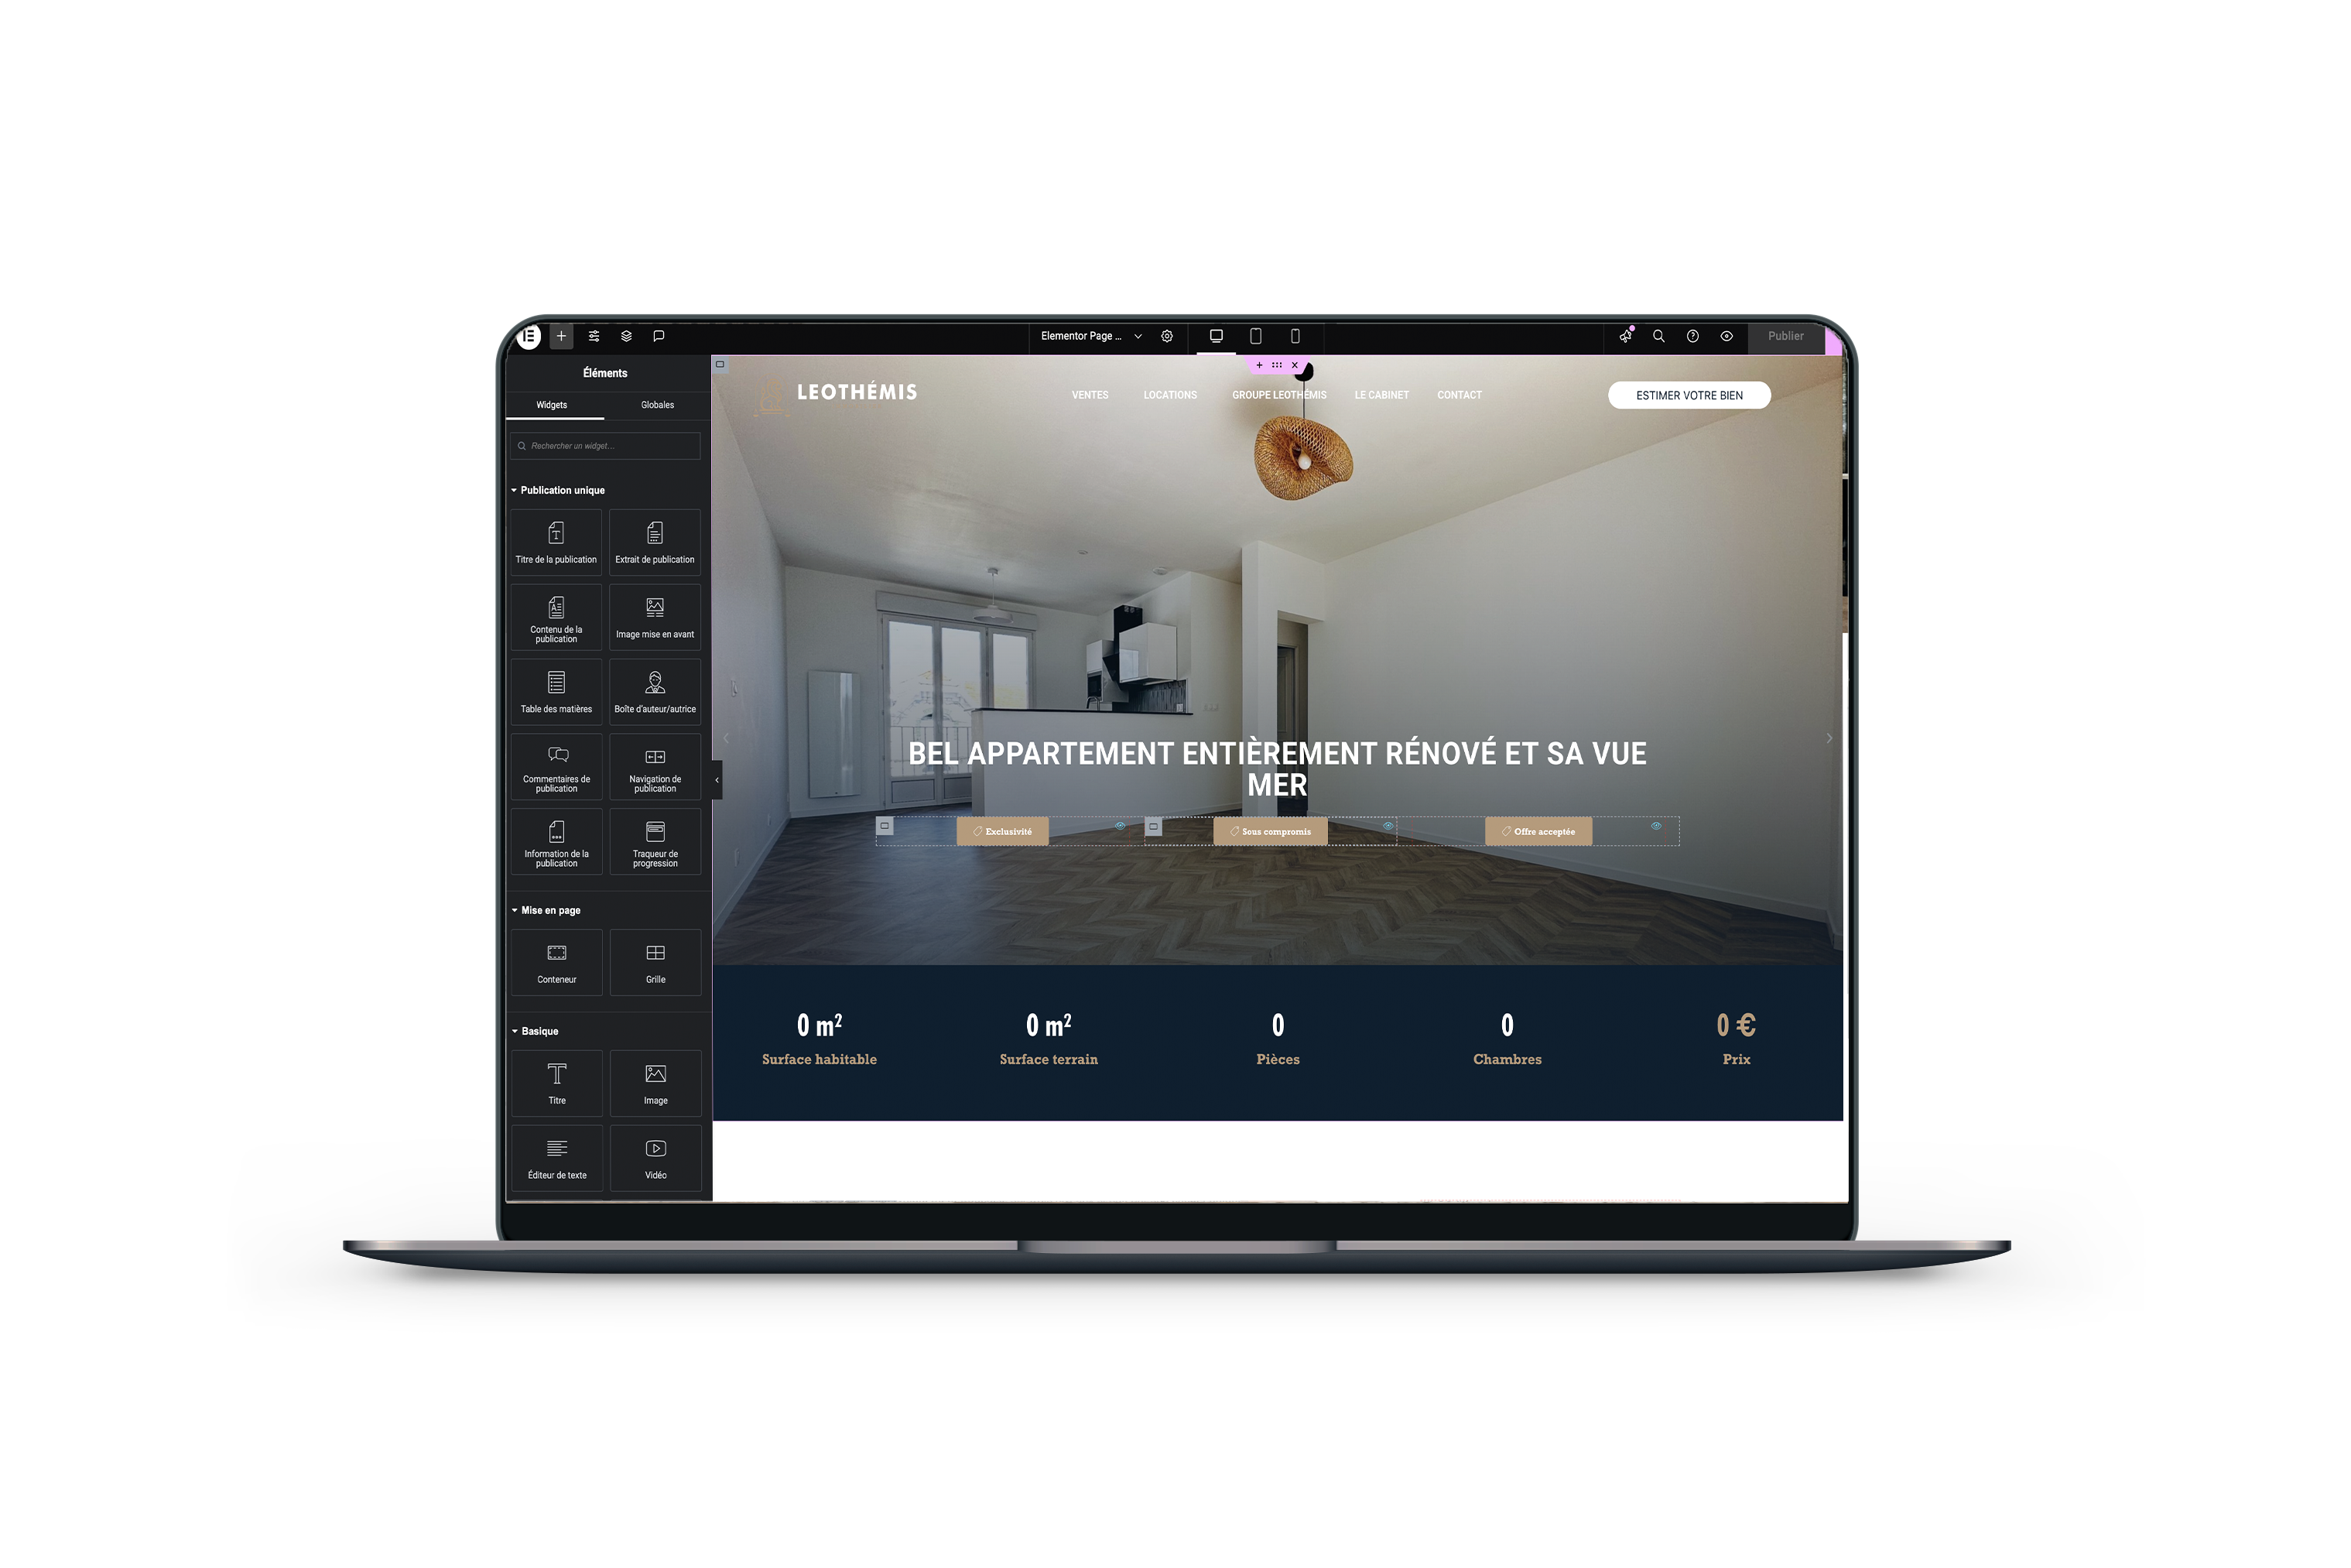 Elementor Page ...
Publier
Éléments
Widgets
Globales
Rechercher un widget...
Publication unique
Titre de la publication
Extrait de publication
Contenu de la
publication
Image mise en avant
Table des matières
Boîte d'auteur/autrice
Commentaires de
publication
Navigation de
publication
Information de la
publication
Traqueur de
progression
Mise en page
Conteneur
Grille
Basique
Titre
Image
Éditeur de texte
Vidéo
LEOTHÉMIS
VENTES
LOCATIONS
GROUPE LEOTHÉMIS
LE CABINET
CONTACT
ESTIMER VOTRE BIEN
BEL APPARTEMENT ENTIÈREMENT RÉNOVÉ ET SA VUE
MER
Exclusivité
Sous compromis
Offre acceptée
0 m²
Surface habitable
0 m²
Surface terrain
0
Pièces
0
Chambres
0 €
Prix